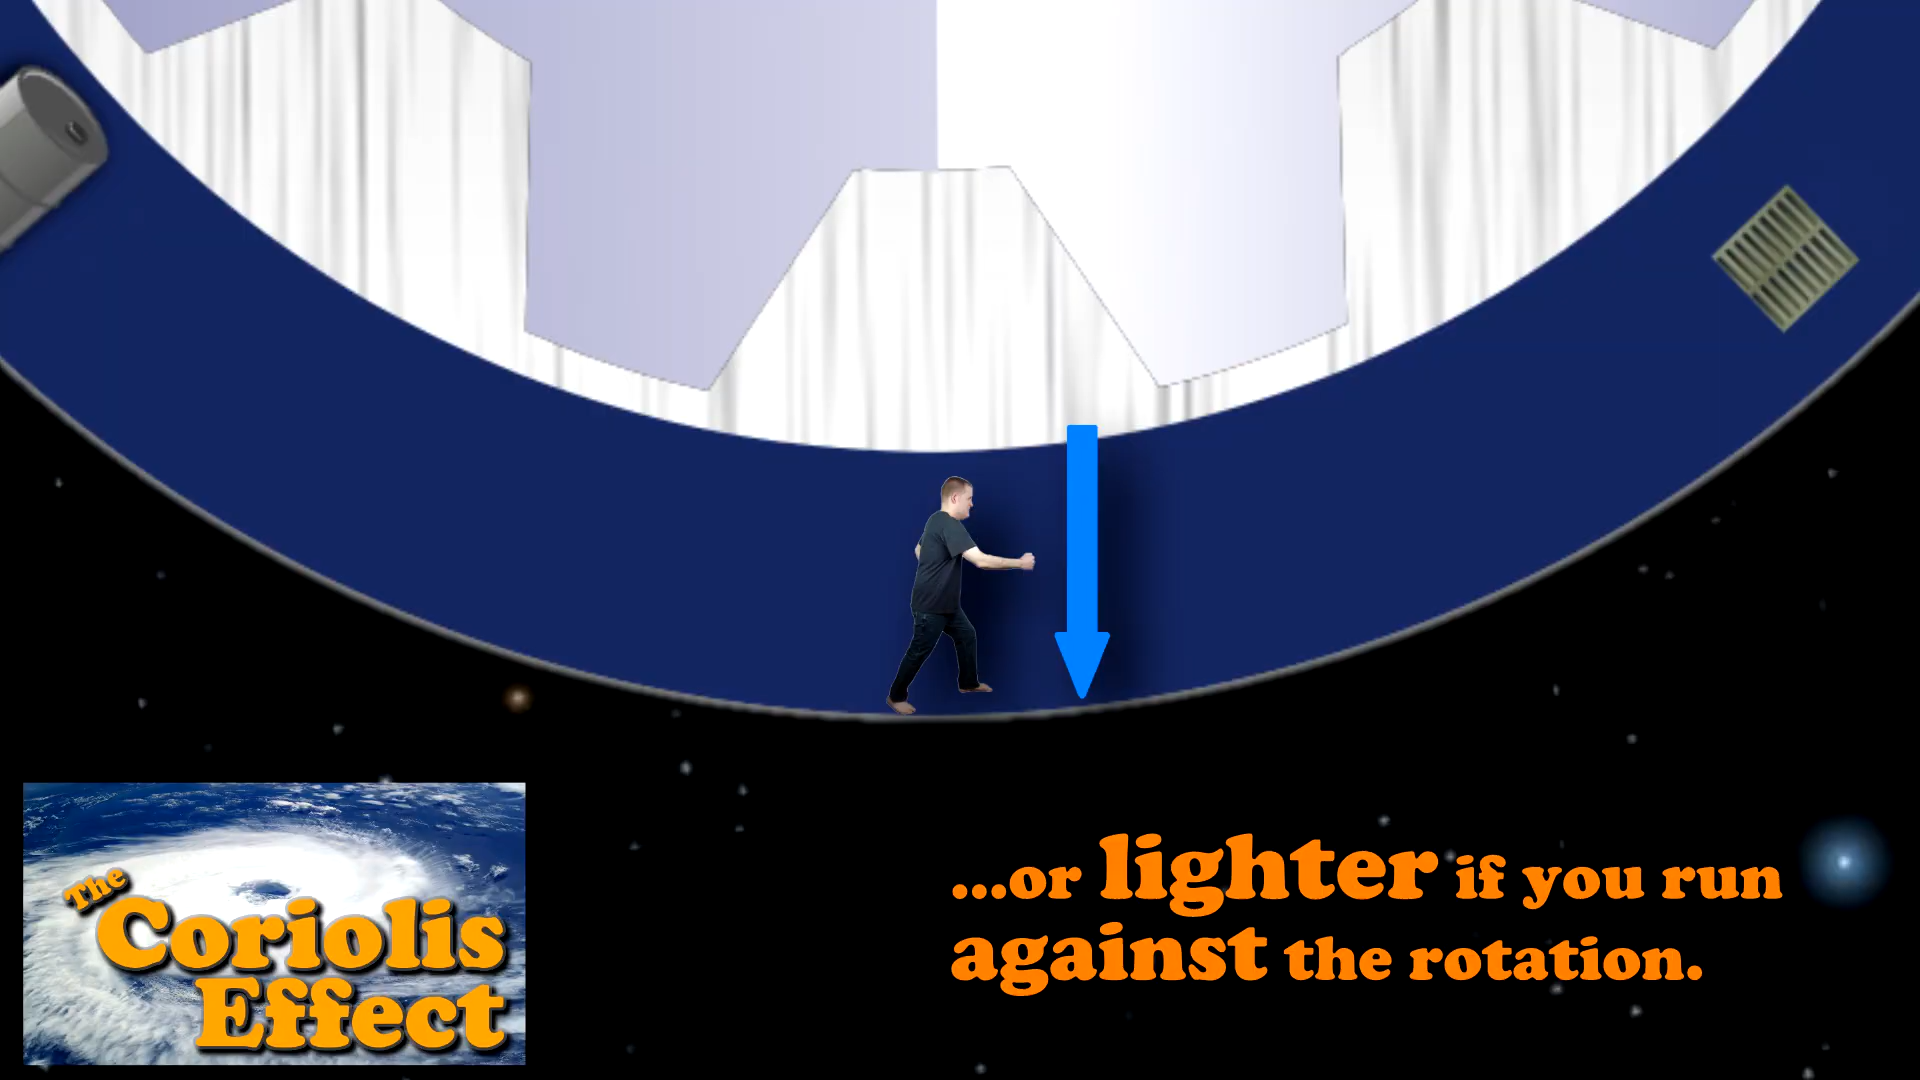 ...or lighter if you run
against the rotation.
The
Coriolis
Effect